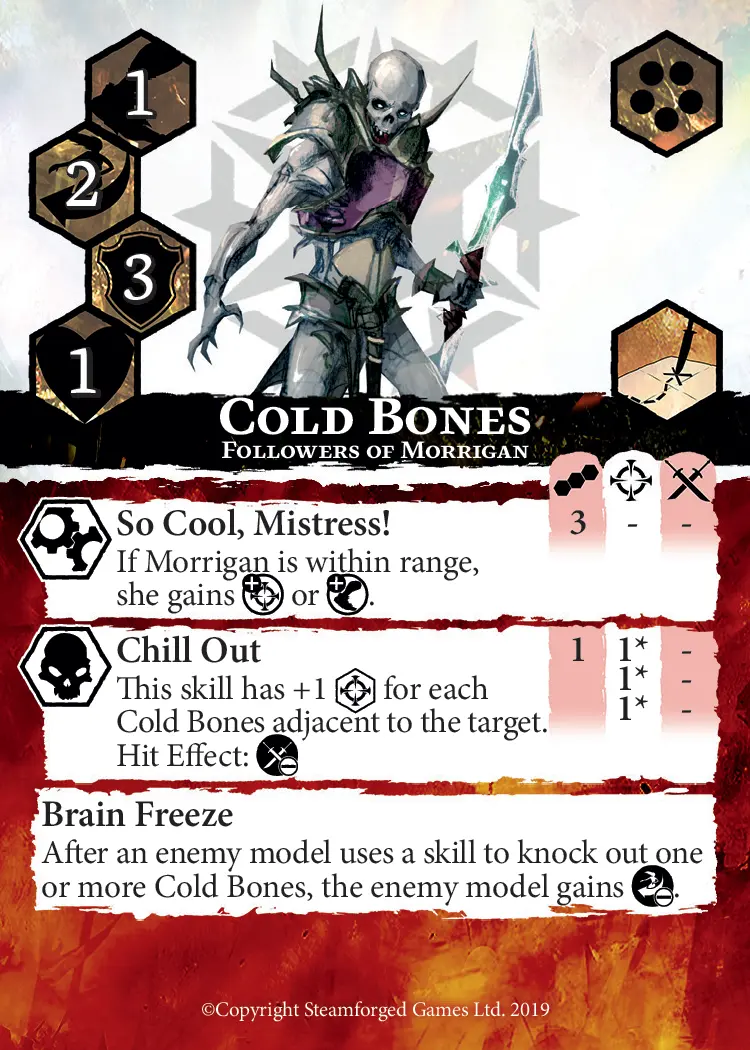 1
2
3
1
COLD BONES
FOLLOWERS OF MORRIGAN
So Cool, Mistress!
3 - -
If Morrigan is within range,
she gains or .
Chill Out
1 1* -
1* -
1* -
This skill has +1 for each
Cold Bones adjacent to the target.
Hit Effect:
Brain Freeze
After an enemy model uses a skill to knock out one
or more Cold Bones, the enemy model gains .
©Copyright Steamforged Games Ltd. 2019